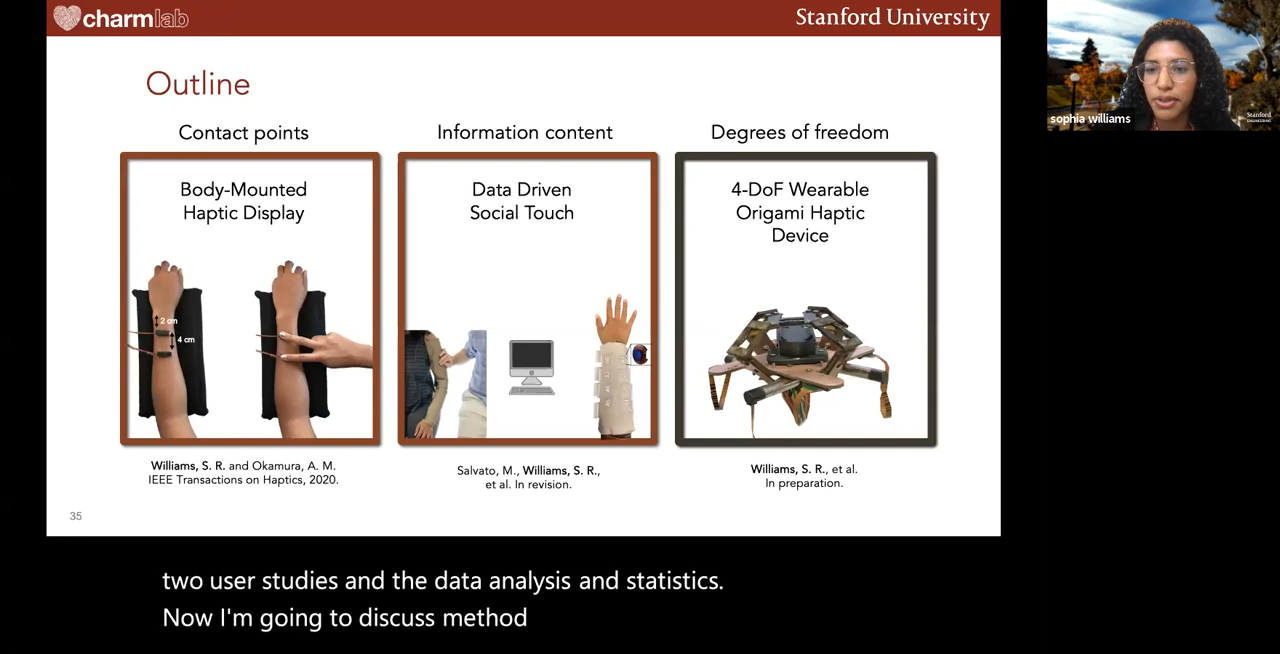 charmlab
Stanford University
Outline
Contact points
Body-Mounted
Haptic Display
2 cm
4 cm
Williams, S. R. and Okamura, A. M.
IEEE Transactions on Haptics, 2020.
Information content
Data Driven
Social Touch
Salvato, M., Williams, S. R.,
et al. In revision.
Degrees of freedom
4-DoF Wearable
Origami Haptic
Device
Williams, S. R., et al.
In preparation.
35
sophia williams
Stanford
ENGINEERING
two user studies and the data analysis and statistics.
Now I'm going to discuss method